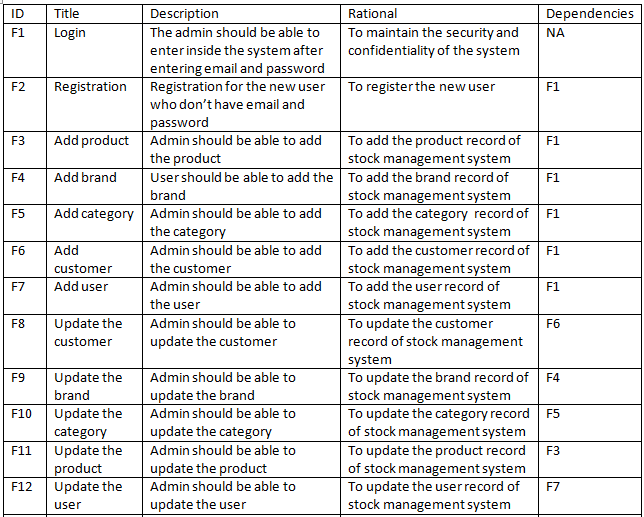 ID Title Description Rational Dependencies
F1 Login The admin should be able to To maintain the security and NA
enter inside the system after confidentiality of the system
entering email and password
F2 Registration Registration for the new user To register the new user F1
who don't have email and
password
F3 Add product Admin should be able to add To add the product record of F1
the product stock management system
F4 Add brand User should be able to add the To add the brand record of F1
brand stock management system
F5 Add category Admin should be able to add To add the category record of F1
the category stock management system
F6 Add Admin should be able to add To add the customer record of F1
customer the customer stock management system
F7 Add user Admin should be able to add To add the user record of F1
the user stock management system
F8 Update the Admin should be able to To update the customer F6
customer update the customer record of stock management
system
F9 Update the Admin should be able to To update the brand record of F4
brand update the brand stock management system
F10 Update the Admin should be able to To update the category record F5
category update the category of stock management system
F11 Update the Admin should be able to To update the product record F3
product update the product of stock management system
F12 Update the Admin should be able to To update the user record of F7
user update the user stock management system